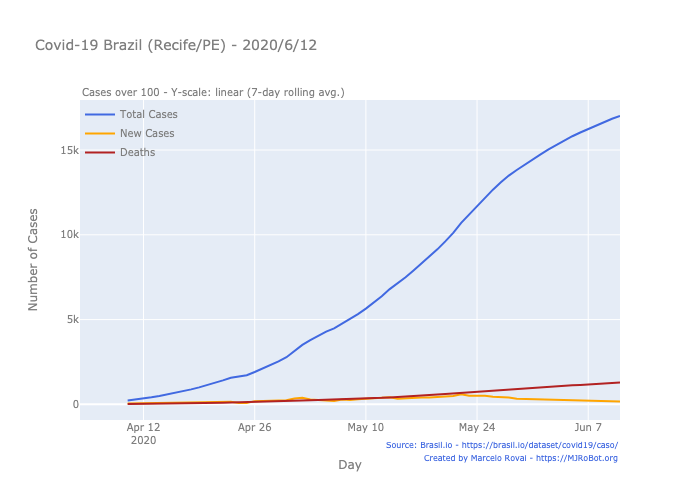 Covid-19 Brazil (Recife/PE) - 2020/6/12
Cases over 100 - Y-scale: linear (7-day rolling avg.)
Total Cases
New Cases
Deaths
15k
10k
5k
0
Number of Cases
Apr 12
2020
Apr 26
May 10
May 24
Jun 7
Day
Source: Brasil.io - https://brasil.io/dataset/covid19/caso/
Created by Marcelo Rovai - https://MJRoBot.org